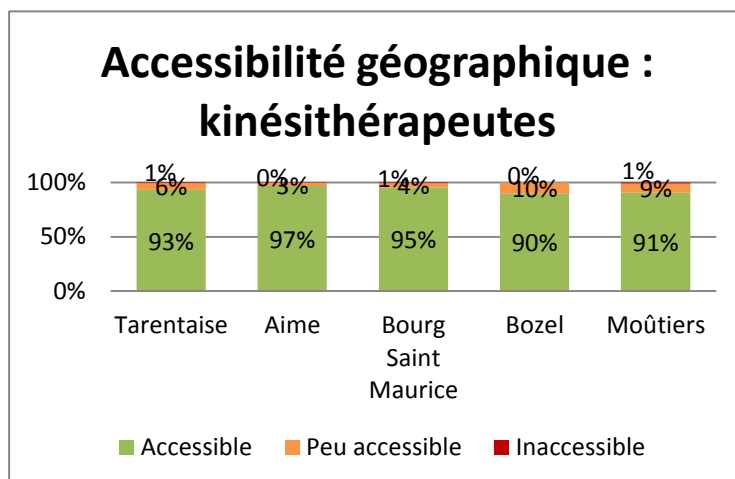 Accessibilité géographique :
kinésithérapeutes
1% 0% 1% 0% 1%
100%
6% 3% 4% 10% 9%
50%
93% 97% 95% 90% 91%
0%
Tarentaise Aime Bourg Saint Maurice Bozel Moûtiers
Accessible Peu accessible Inaccessible